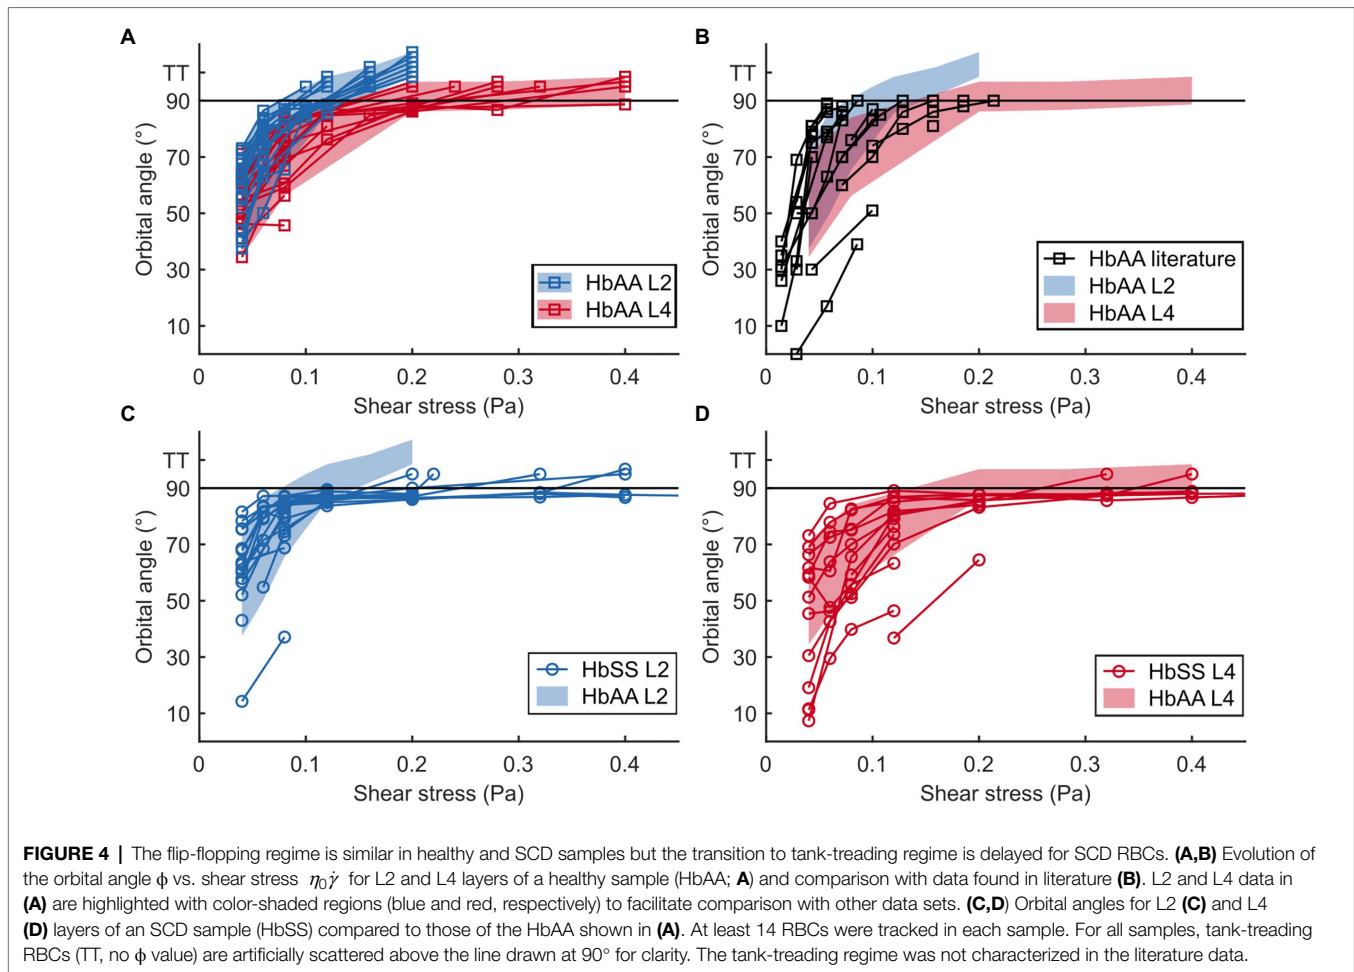 A
TT
90
70
50
30
10
Orbital angle (°)
0 0.1 0.2 0.3 0.4
Shear stress (Pa)
HbAA L2
HbAA L4
B
TT
90
70
50
30
10
Orbital angle (°)
0 0.1 0.2 0.3 0.4
Shear stress (Pa)
HbAA literature
HbAA L2
HbAA L4
C
TT
90
70
50
30
10
Orbital angle (°)
0 0.1 0.2 0.3 0.4
Shear stress (Pa)
HbSS L2
HbAA L2
D
TT
90
70
50
30
10
Orbital angle (°)
0 0.1 0.2 0.3 0.4
Shear stress (Pa)
HbSS L4
HbAA L4
FIGURE 4 | The flip-flopping regime is similar in healthy and SCD samples but the transition to tank-treading regime is delayed for SCD RBCs. (A,B) Evolution of
the orbital angle ϕ vs. shear stress η₀γ̇ for L2 and L4 layers of a healthy sample (HbAA; A) and comparison with data found in literature (B). L2 and L4 data in
(A) are highlighted with color-shaded regions (blue and red, respectively) to facilitate comparison with other data sets. (C,D) Orbital angles for L2 (C) and L4
(D) layers of an SCD sample (HbSS) compared to those of the HbAA shown in (A). At least 14 RBCs were tracked in each sample. For all samples, tank-treading
RBCs (TT, no ϕ value) are artificially scattered above the line drawn at 90° for clarity. The tank-treading regime was not characterized in the literature data.